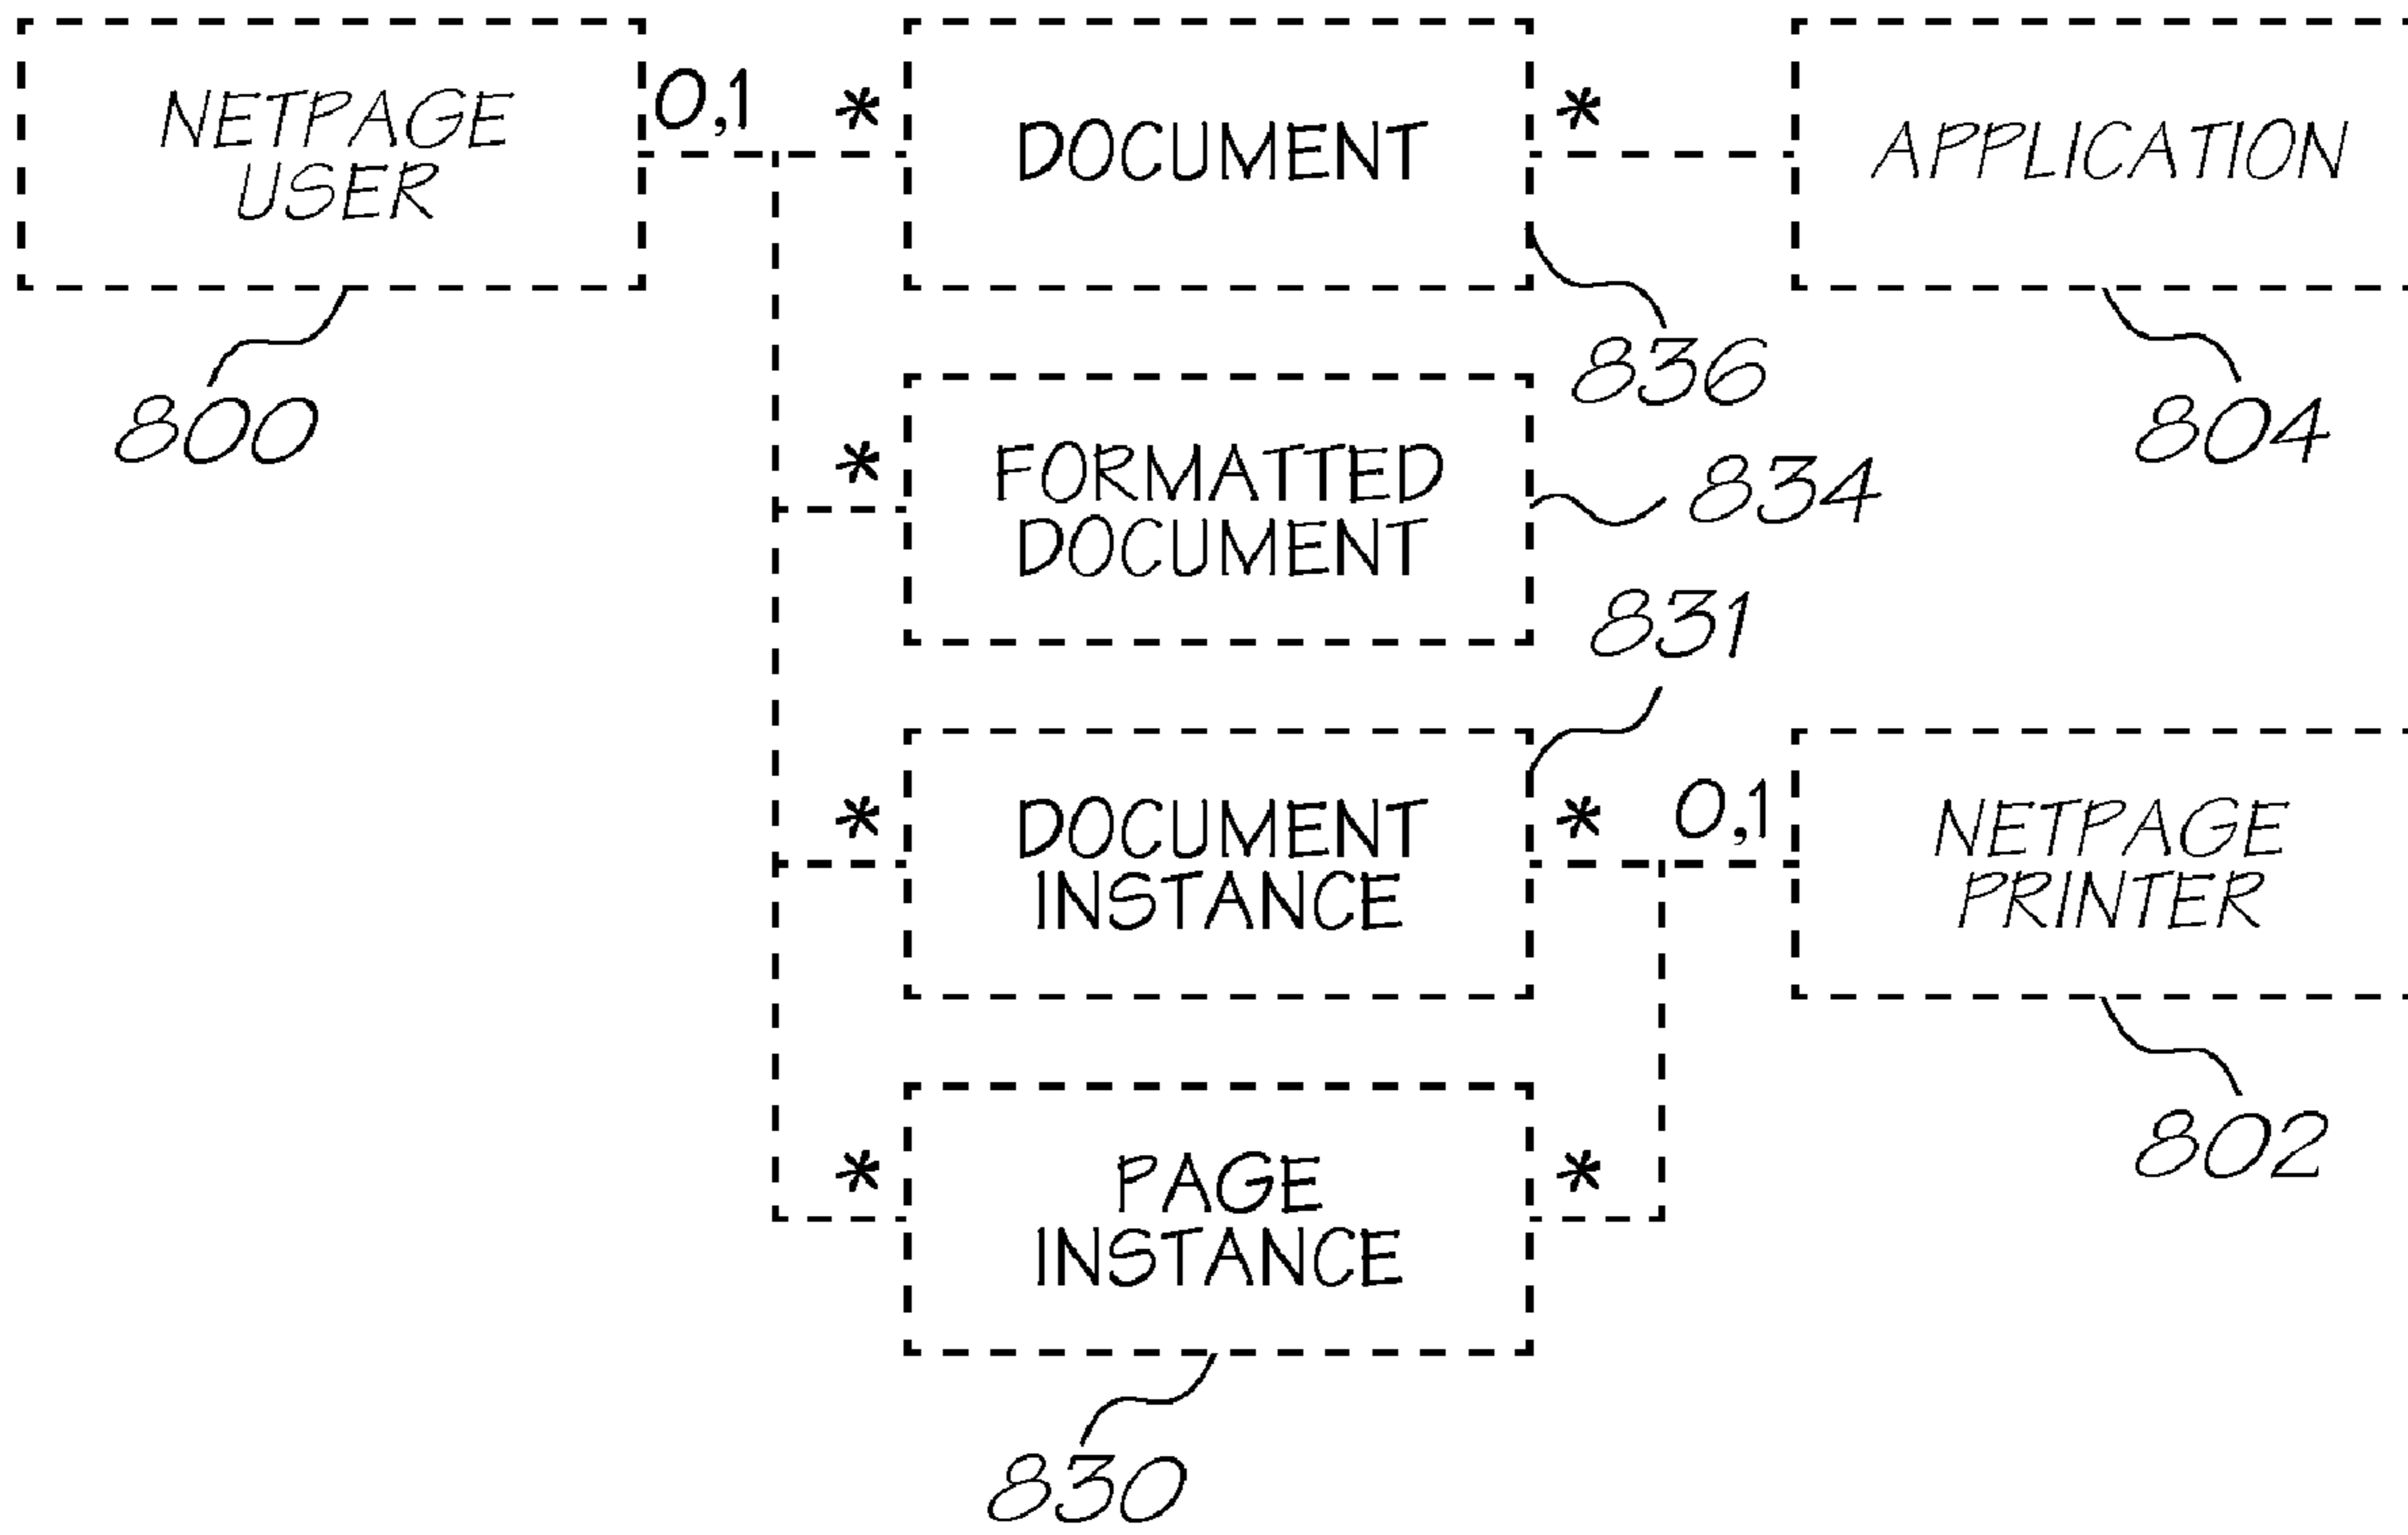 NETPAGE
USER
0,1
*
DOCUMENT
*
APPLICATION
800
836
804
*
FORMATTED
DOCUMENT
834
831
*
DOCUMENT
INSTANCE
*
0,1
NETPAGE
PRINTER
802
*
PAGE
INSTANCE
*
830